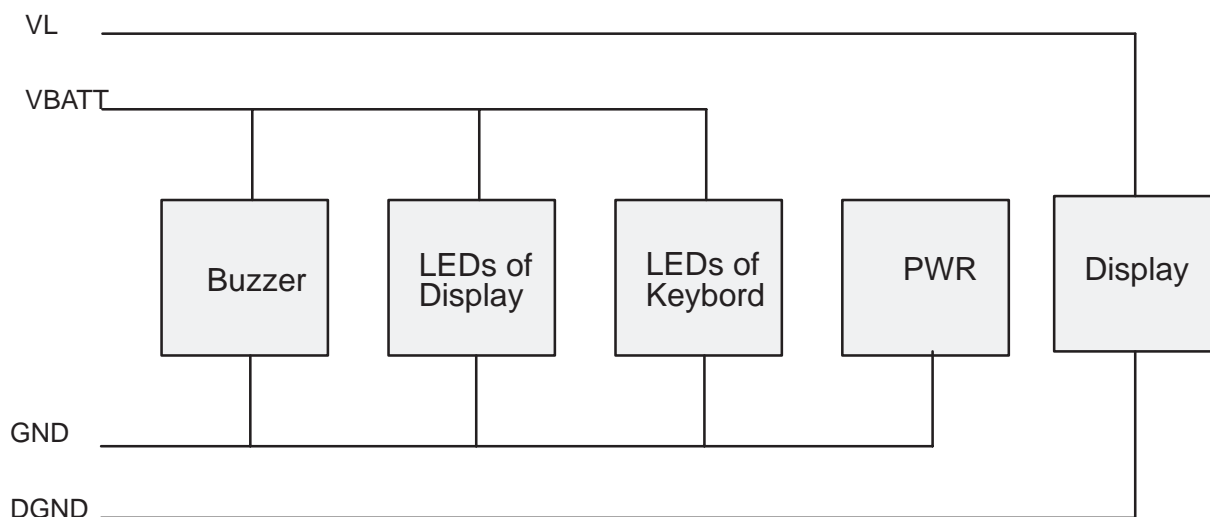 VL
VBATT
Buzzer
LEDs of
Display
LEDs of
Keybord
PWR
Display
GND
DGND